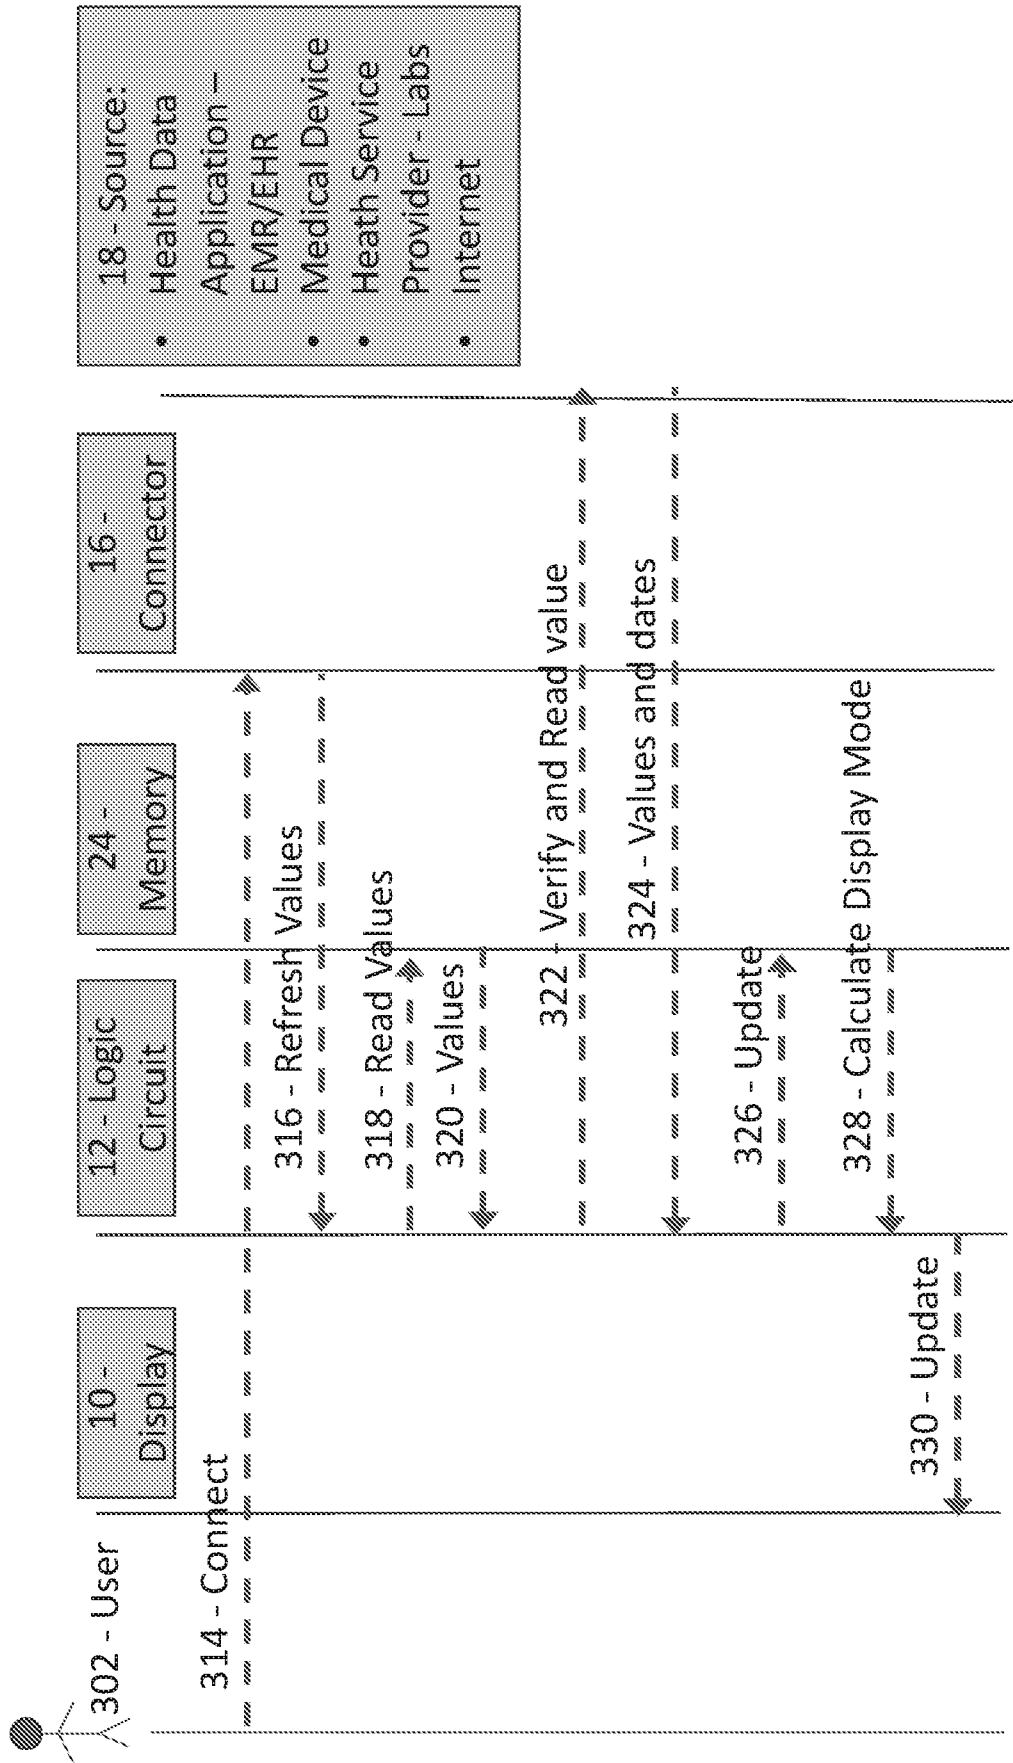 302 - User
10 -
Display
12 - Logic
Circuit
24 -
Memory
16 -
Connector
18 - Source:
• Health Data
Application –
EMR/EHR
• Medical Device
• Heath Service
Provider - Labs
• Internet
314 - Connect
316 - Refresh Values
318 - Read Values
320 - Values
322 - Verify and Read value
324 - Values and dates
326 - Update
328 - Calculate Display Mode
330 - Update